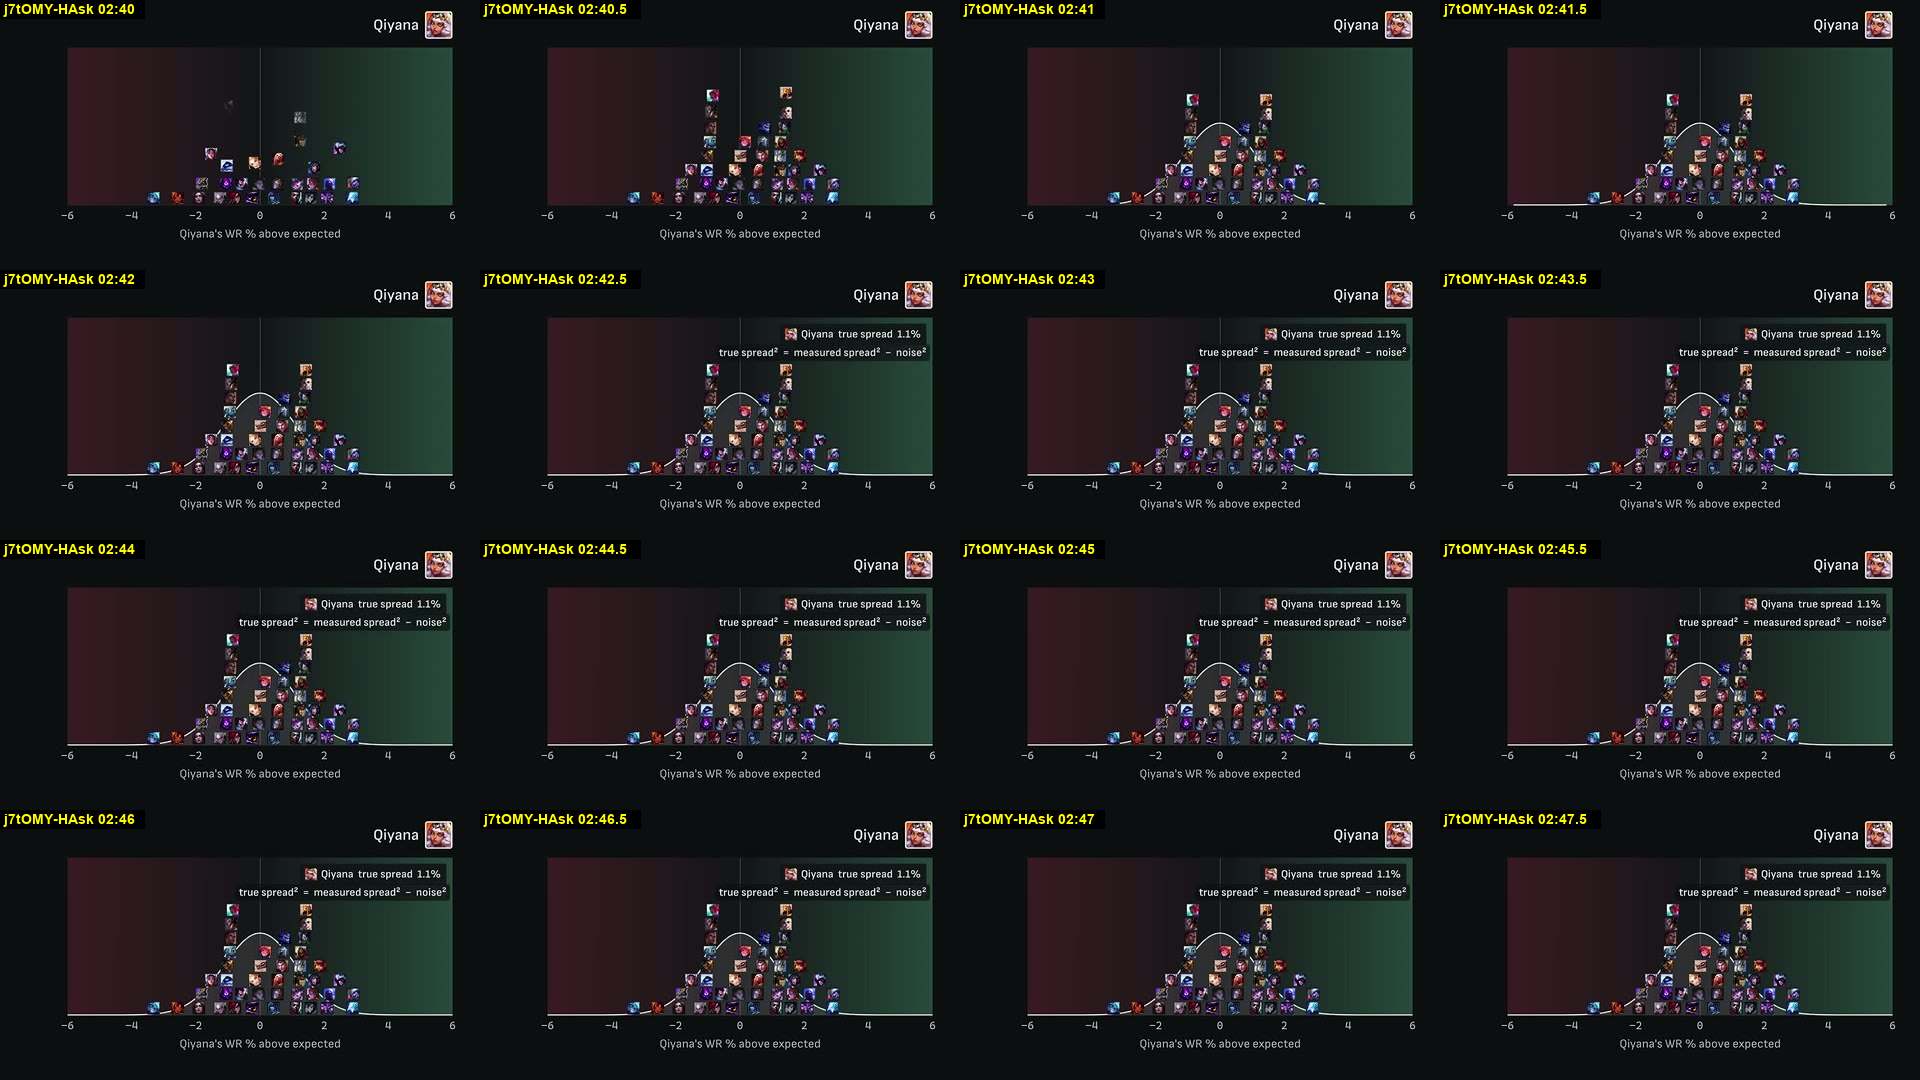 j7tOMY-HAsk 02:40
Qiyana
−6 −4 −2 0 2 4 6
Qiyana's WR % above expected
j7tOMY-HAsk 02:40.5
Qiyana
−6 −4 −2 0 2 4 6
Qiyana's WR % above expected
j7tOMY-HAsk 02:41
Qiyana
−6 −4 −2 0 2 4 6
Qiyana's WR % above expected
j7tOMY-HAsk 02:41.5
Qiyana
−6 −4 −2 0 2 4 6
Qiyana's WR % above expected
j7tOMY-HAsk 02:42
Qiyana
−6 −4 −2 0 2 4 6
Qiyana's WR % above expected
j7tOMY-HAsk 02:42.5
Qiyana
Qiyana true spread 1.1%
true spread² = measured spread² − noise²
−6 −4 −2 0 2 4 6
Qiyana's WR % above expected
j7tOMY-HAsk 02:43
Qiyana
Qiyana true spread 1.1%
true spread² = measured spread² − noise²
−6 −4 −2 0 2 4 6
Qiyana's WR % above expected
j7tOMY-HAsk 02:43.5
Qiyana
Qiyana true spread 1.1%
true spread² = measured spread² − noise²
−6 −4 −2 0 2 4 6
Qiyana's WR % above expected
j7tOMY-HAsk 02:44
Qiyana
Qiyana true spread 1.1%
true spread² = measured spread² − noise²
−6 −4 −2 0 2 4 6
Qiyana's WR % above expected
j7tOMY-HAsk 02:44.5
Qiyana
Qiyana true spread 1.1%
true spread² = measured spread² − noise²
−6 −4 −2 0 2 4 6
Qiyana's WR % above expected
j7tOMY-HAsk 02:45
Qiyana
Qiyana true spread 1.1%
true spread² = measured spread² − noise²
−6 −4 −2 0 2 4 6
Qiyana's WR % above expected
j7tOMY-HAsk 02:45.5
Qiyana
Qiyana true spread 1.1%
true spread² = measured spread² − noise²
−6 −4 −2 0 2 4 6
Qiyana's WR % above expected
j7tOMY-HAsk 02:46
Qiyana
Qiyana true spread 1.1%
true spread² = measured spread² − noise²
−6 −4 −2 0 2 4 6
Qiyana's WR % above expected
j7tOMY-HAsk 02:46.5
Qiyana
Qiyana true spread 1.1%
true spread² = measured spread² − noise²
−6 −4 −2 0 2 4 6
Qiyana's WR % above expected
j7tOMY-HAsk 02:47
Qiyana
Qiyana true spread 1.1%
true spread² = measured spread² − noise²
−6 −4 −2 0 2 4 6
Qiyana's WR % above expected
j7tOMY-HAsk 02:47.5
Qiyana
Qiyana true spread 1.1%
true spread² = measured spread² − noise²
−6 −4 −2 0 2 4 6
Qiyana's WR % above expected